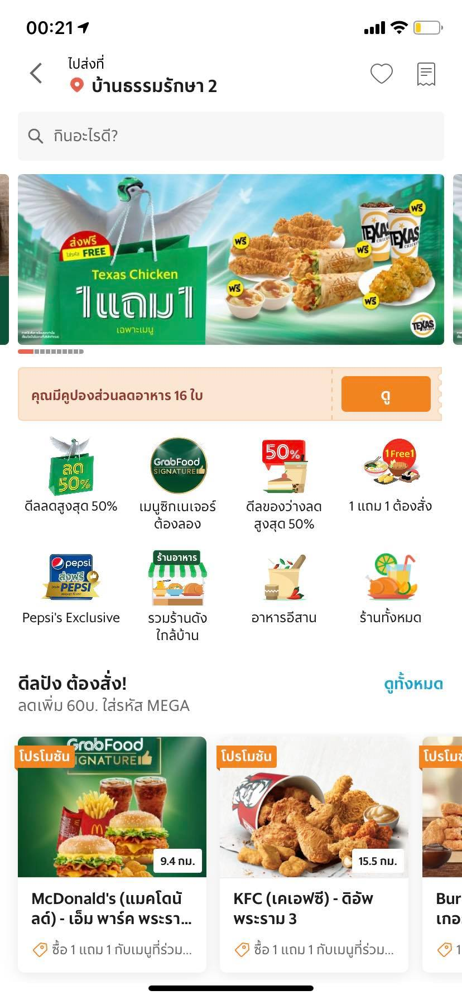 00:21
ไปส่งที่
บ้านธรรมรักษา 2
กินอะไรดี?
ส่งฟรี
ใส่รหัส FREE
Texas Chicken
1แถม1
เฉพาะเมนู
ฟรี
ฟรี
ฟรี
ฟรี
ฟรี
TEXAS CHICKEN
TEXAS CHICKEN
TEXAS
คุณมีคูปองส่วนลดอาหาร 16 ใบ
ดู
ลด
50%
GrabFood
SIGNATURE
50%
1Free1
ดีลลดสูงสุด 50%
เมนูซิกเนเจอร์
ต้องลอง
ดีลของว่างลด
สูงสุด 50%
1 แถม 1 ต้องสั่ง
pepsi
ส่งฟรี
PEPSI
ร้านอาหาร
Pepsi's Exclusive
รวมร้านดัง
ใกล้บ้าน
อาหารอีสาน
ร้านทั้งหมด
ดีลปัง ต้องสั่ง!
ดูทั้งหมด
ลดเพิ่ม 60บ. ใส่รหัส MEGA
GrabFood
IGNATURE
โปรโมชัน
โปรโมชัน
โปรโมชั
9.4 กม.
15.5 กม.
McDonald's (แมคโดนั
ลด์) - เอ็ม พาร์ค พระรา...
ซื้อ 1 แถม 1 กับเมนูที่ร่วม...
KFC (เคเอฟซี) - ดิอัพ
พระราม 3
ซื้อ 1 แถม 1 กับเมนูที่ร่วม...
Bur
เกอ
1